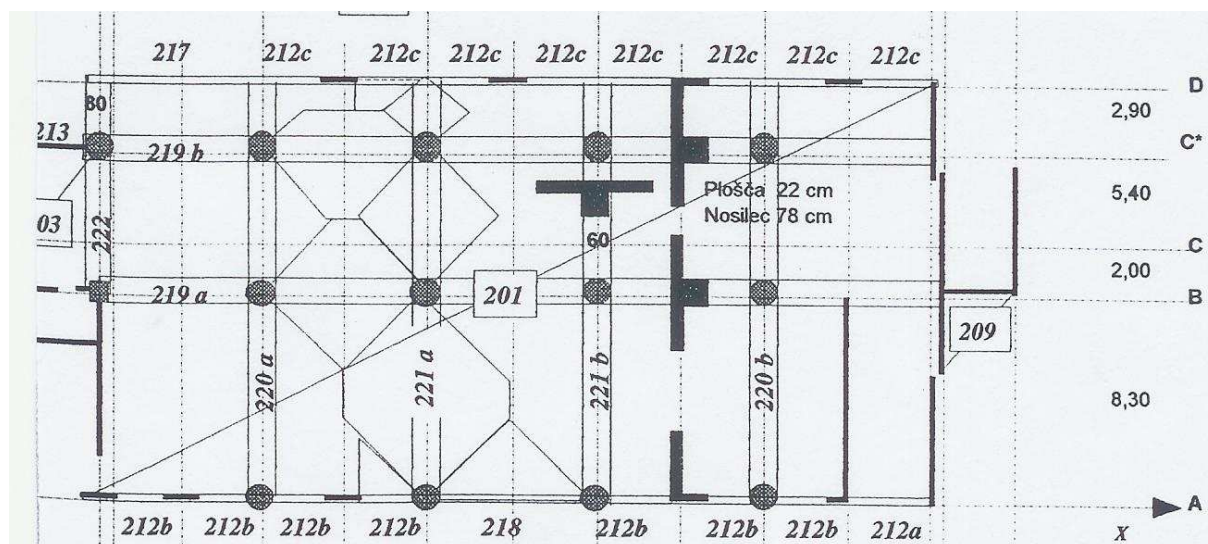 217 212c 212c 212c 212c 212c 212c 212c 212c
D
80
2,90
213
C*
219 b
Plošča 22 cm
5,40
Nosilec 78 cm
03
222
60
C
201
2,00
219 a
B
209
220 a
221 a
221 b
220 b
8,30
A
212b 212b 212b 212b 218 212b 212b 212b 212a
X